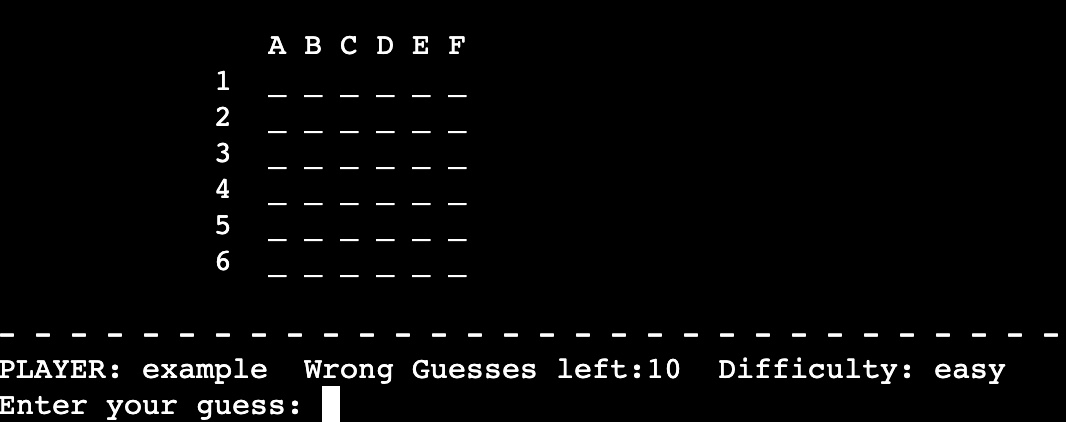 A B C D E F
1 _ _ _ _ _ _
2 _ _ _ _ _ _
3 _ _ _ _ _ _
4 _ _ _ _ _ _
5 _ _ _ _ _ _
6 _ _ _ _ _ _
- - - - - - - - - - - - - - - - - - - - - - - - - - - - - -
PLAYER: example  Wrong Guesses left:10  Difficulty: easy
Enter your guess: